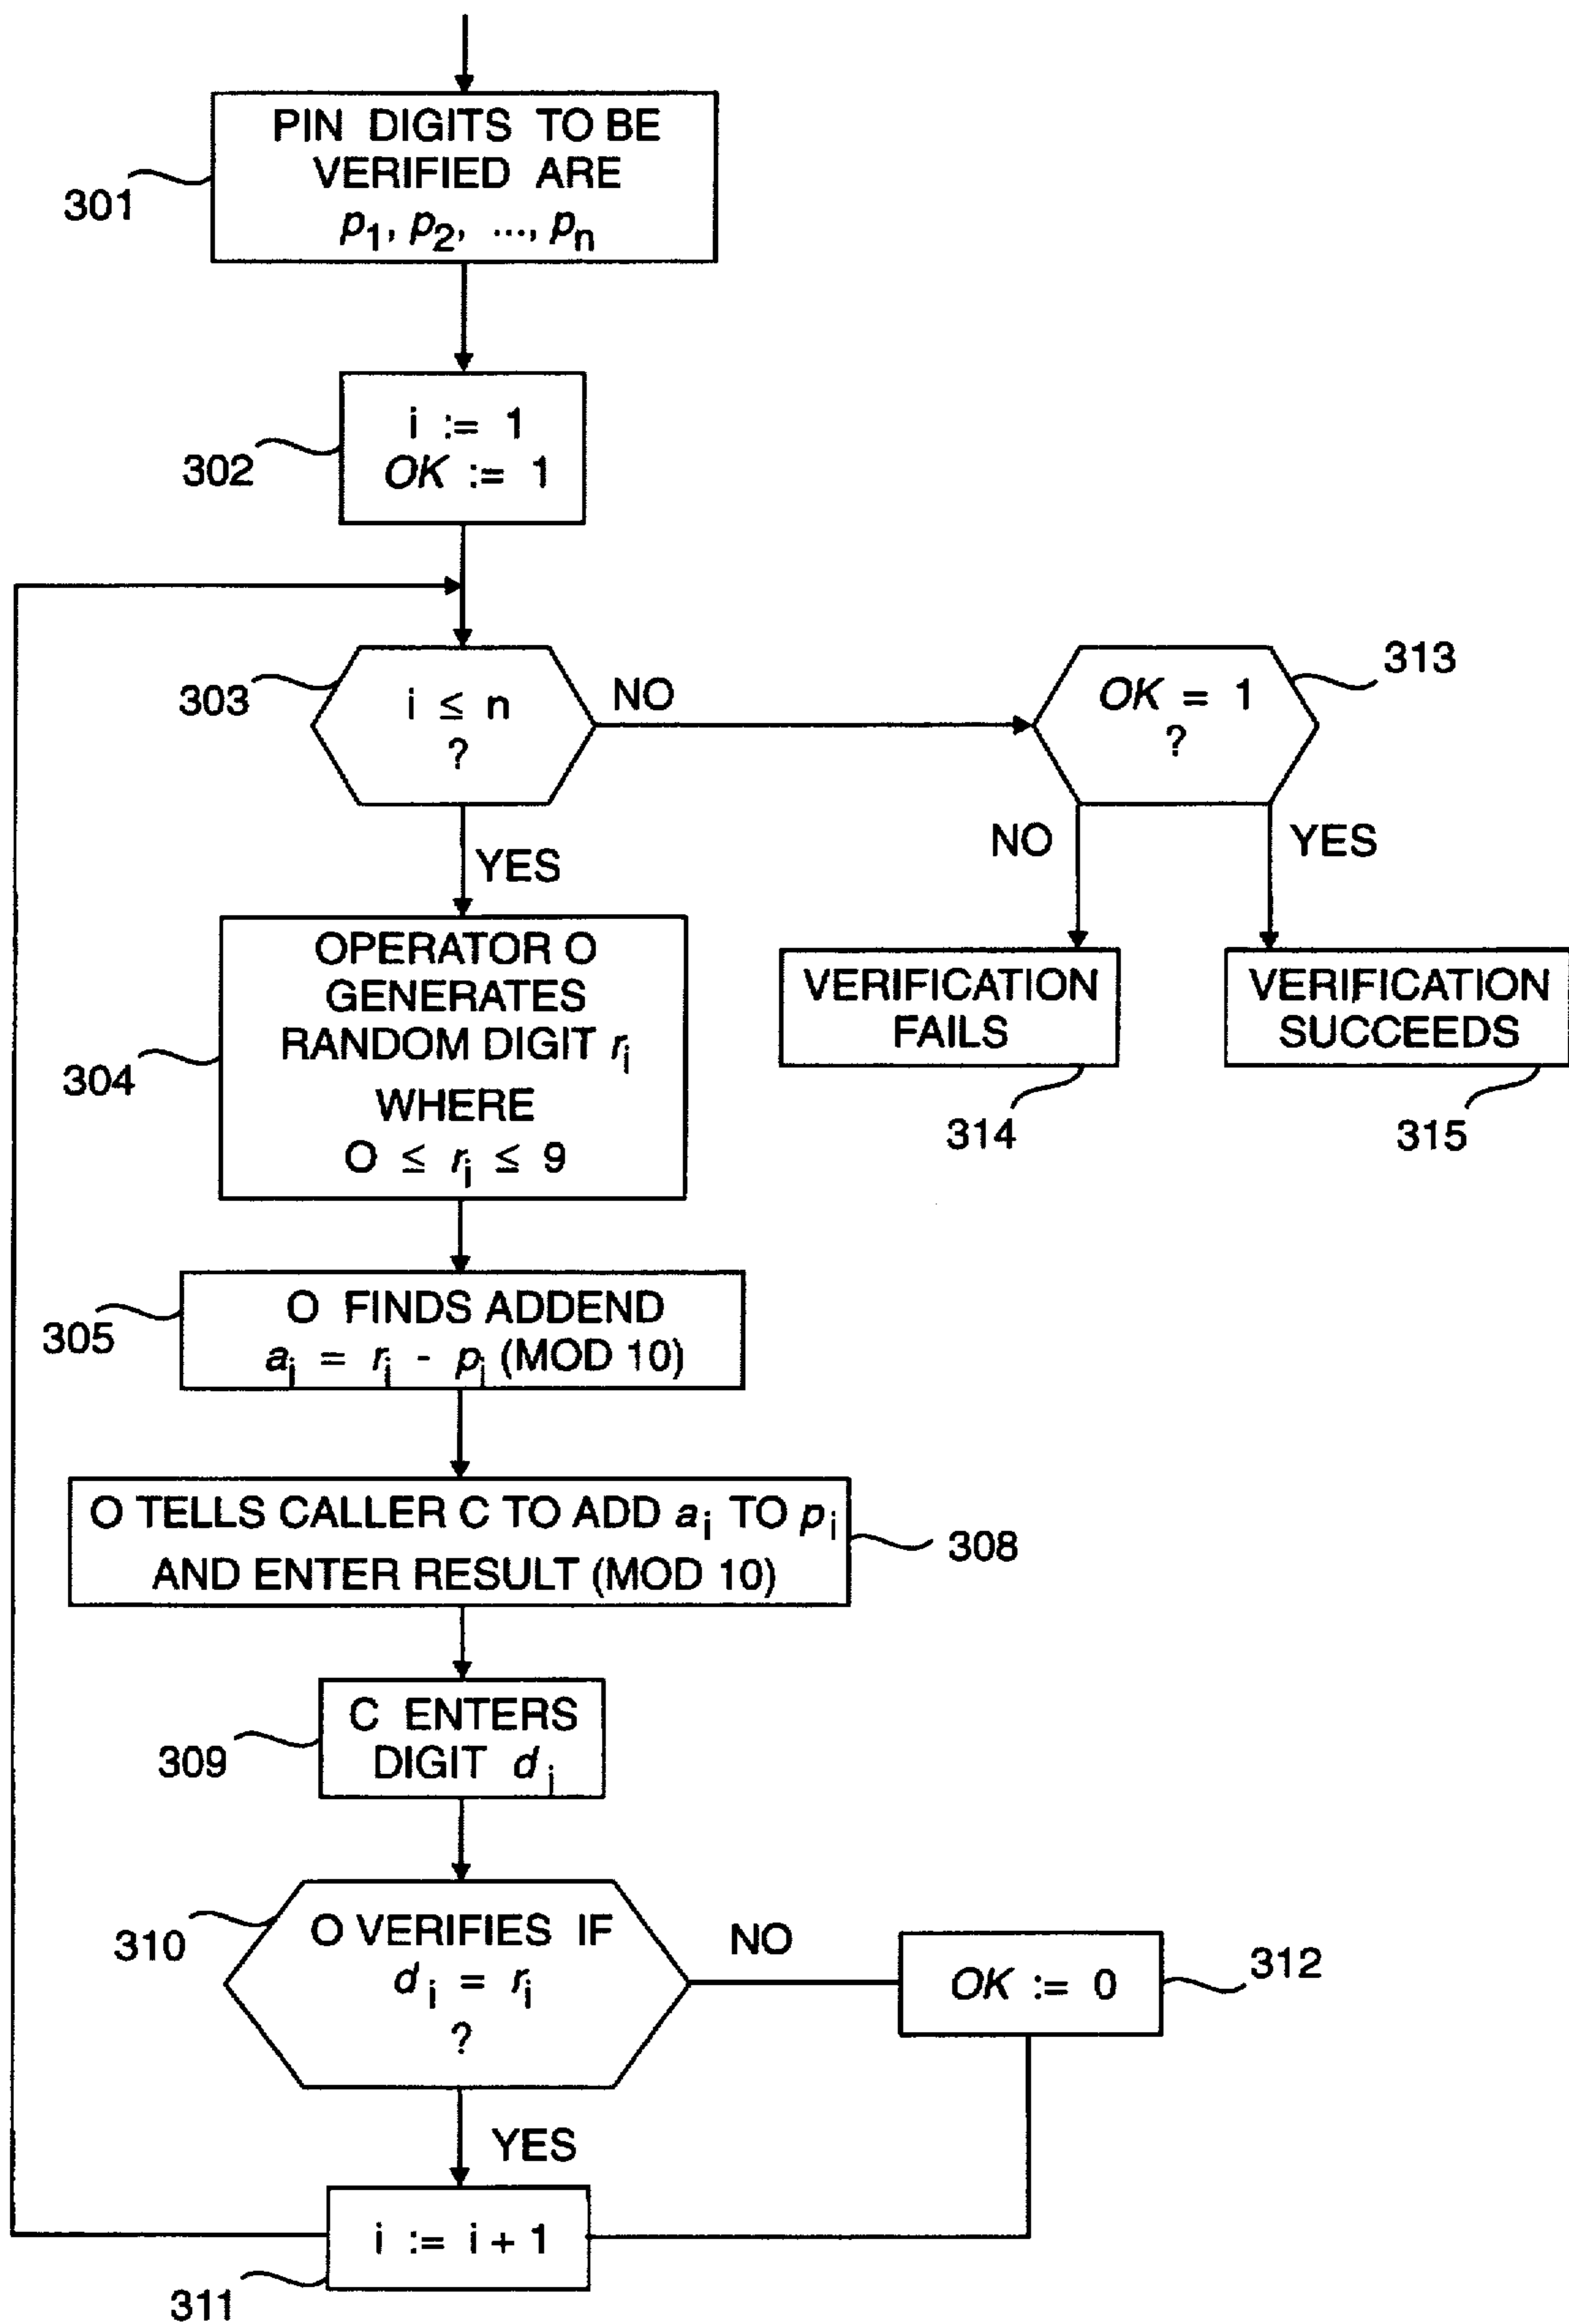 PIN DIGITS TO BE
VERIFIED ARE
p1, p2, ..., pn
301
i := 1
OK := 1
302
303
i ≤ n
?
NO
YES
OK = 1
?
313
NO
YES
VERIFICATION
FAILS
314
VERIFICATION
SUCCEEDS
315
OPERATOR O
GENERATES
RANDOM DIGIT ri
WHERE
O ≤ ri ≤ 9
304
O FINDS ADDEND
ai = ri - pi (MOD 10)
305
O TELLS CALLER C TO ADD ai TO pi
AND ENTER RESULT (MOD 10)
308
C ENTERS
DIGIT di
309
O VERIFIES IF
di = ri
?
310
NO
YES
OK := 0
312
i := i + 1
311